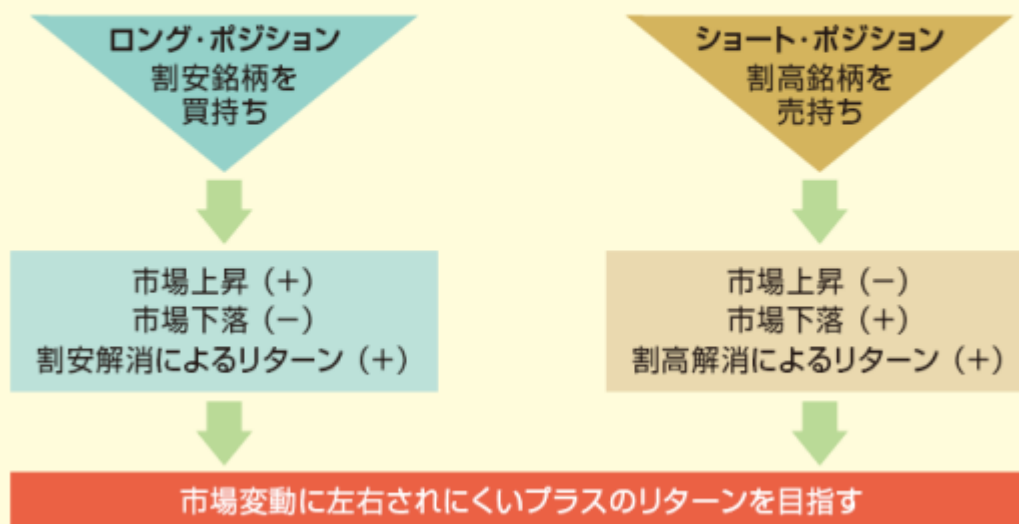 ロング・ポジション
割安銘柄を
買持ち
ショート・ポジション
割高銘柄を
売持ち
市場上昇（＋）
市場下落（－）
割安解消によるリターン（＋）
市場上昇（－）
市場下落（＋）
割高解消によるリターン（＋）
市場変動に左右されにくいプラスのリターンを目指す